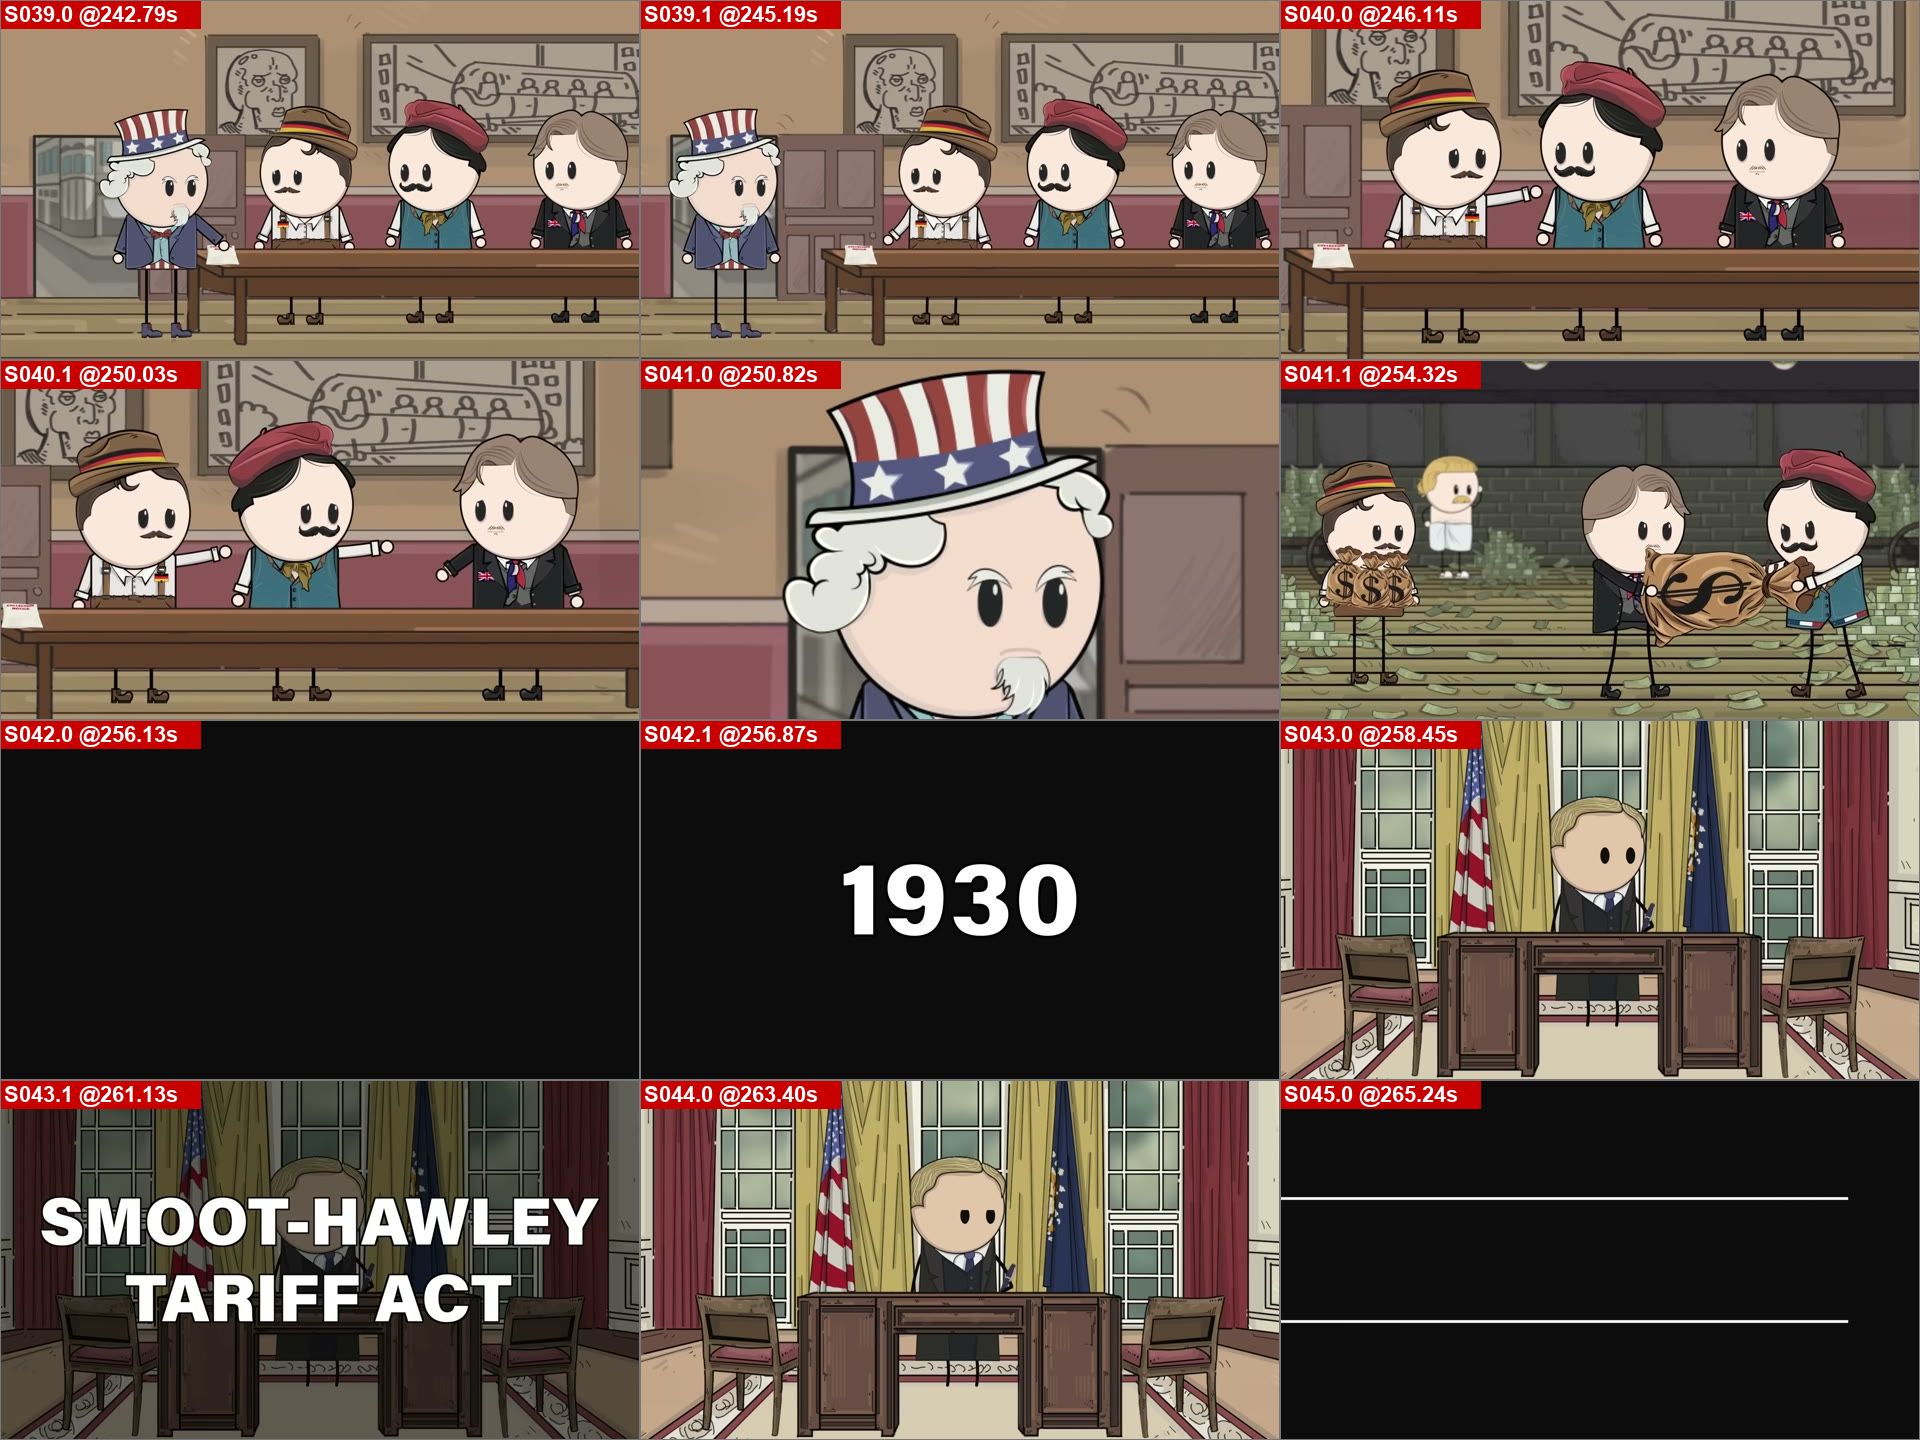 S039.0 @242.79s
S039.1 @245.19s
S040.0 @246.11s
COLLECTION
NOTICE
S040.1 @250.03s
S041.0 @250.82s
S041.1 @254.32s
$ $ $
$
S042.0 @256.13s
S042.1 @256.87s
1930
S043.0 @258.45s
S043.1 @261.13s
SMOOT-HAWLEY
TARIFF ACT
S044.0 @263.40s
S045.0 @265.24s